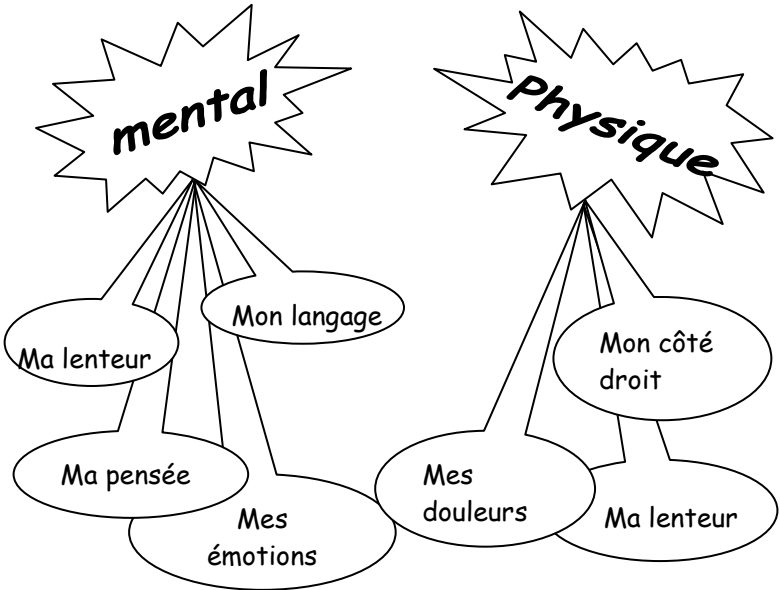 mental
Physique
Mon langage
Ma lenteur
Ma pensée
Mes
émotions
Mon côté
droit
Mes
douleurs
Ma lenteur